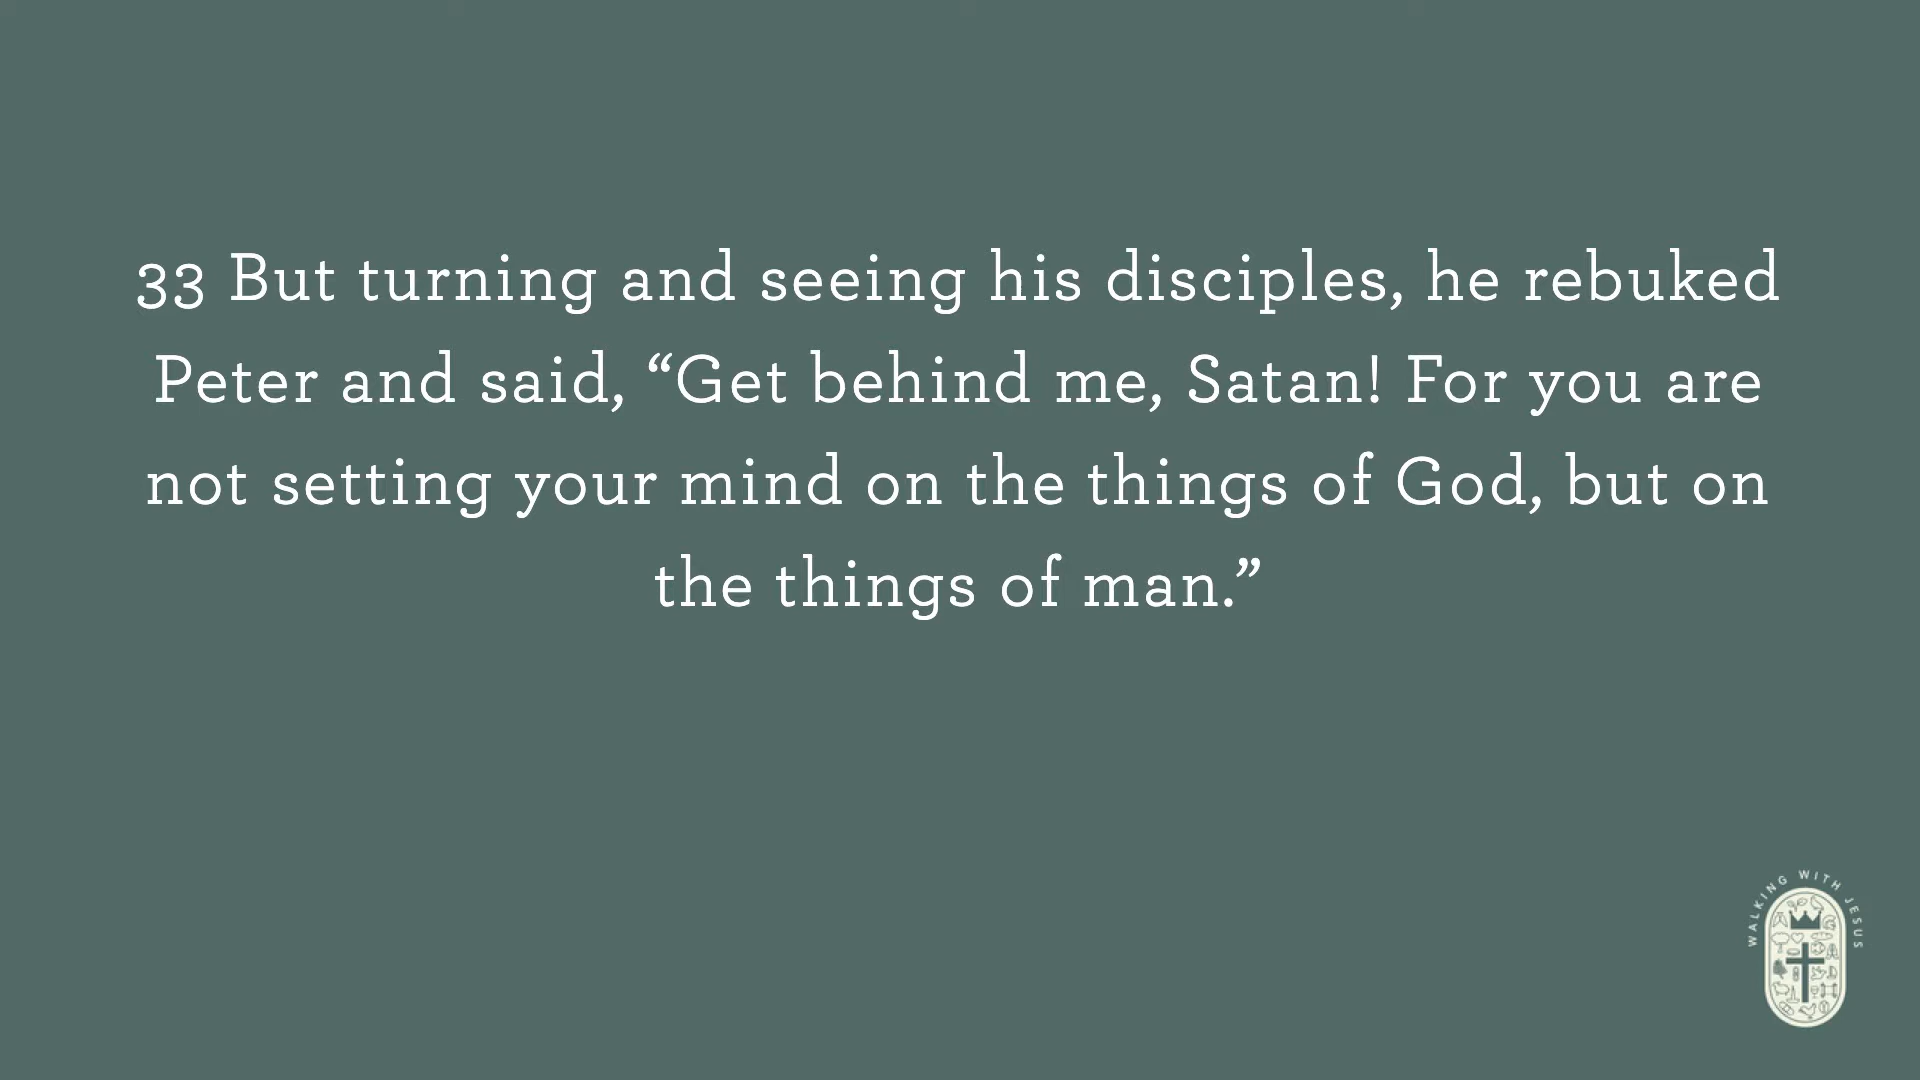 33 But turning and seeing his disciples, he rebuked
Peter and said, “Get behind me, Satan! For you are
not setting your mind on the things of God, but on
the things of man.”
WALKING WITH JESUS